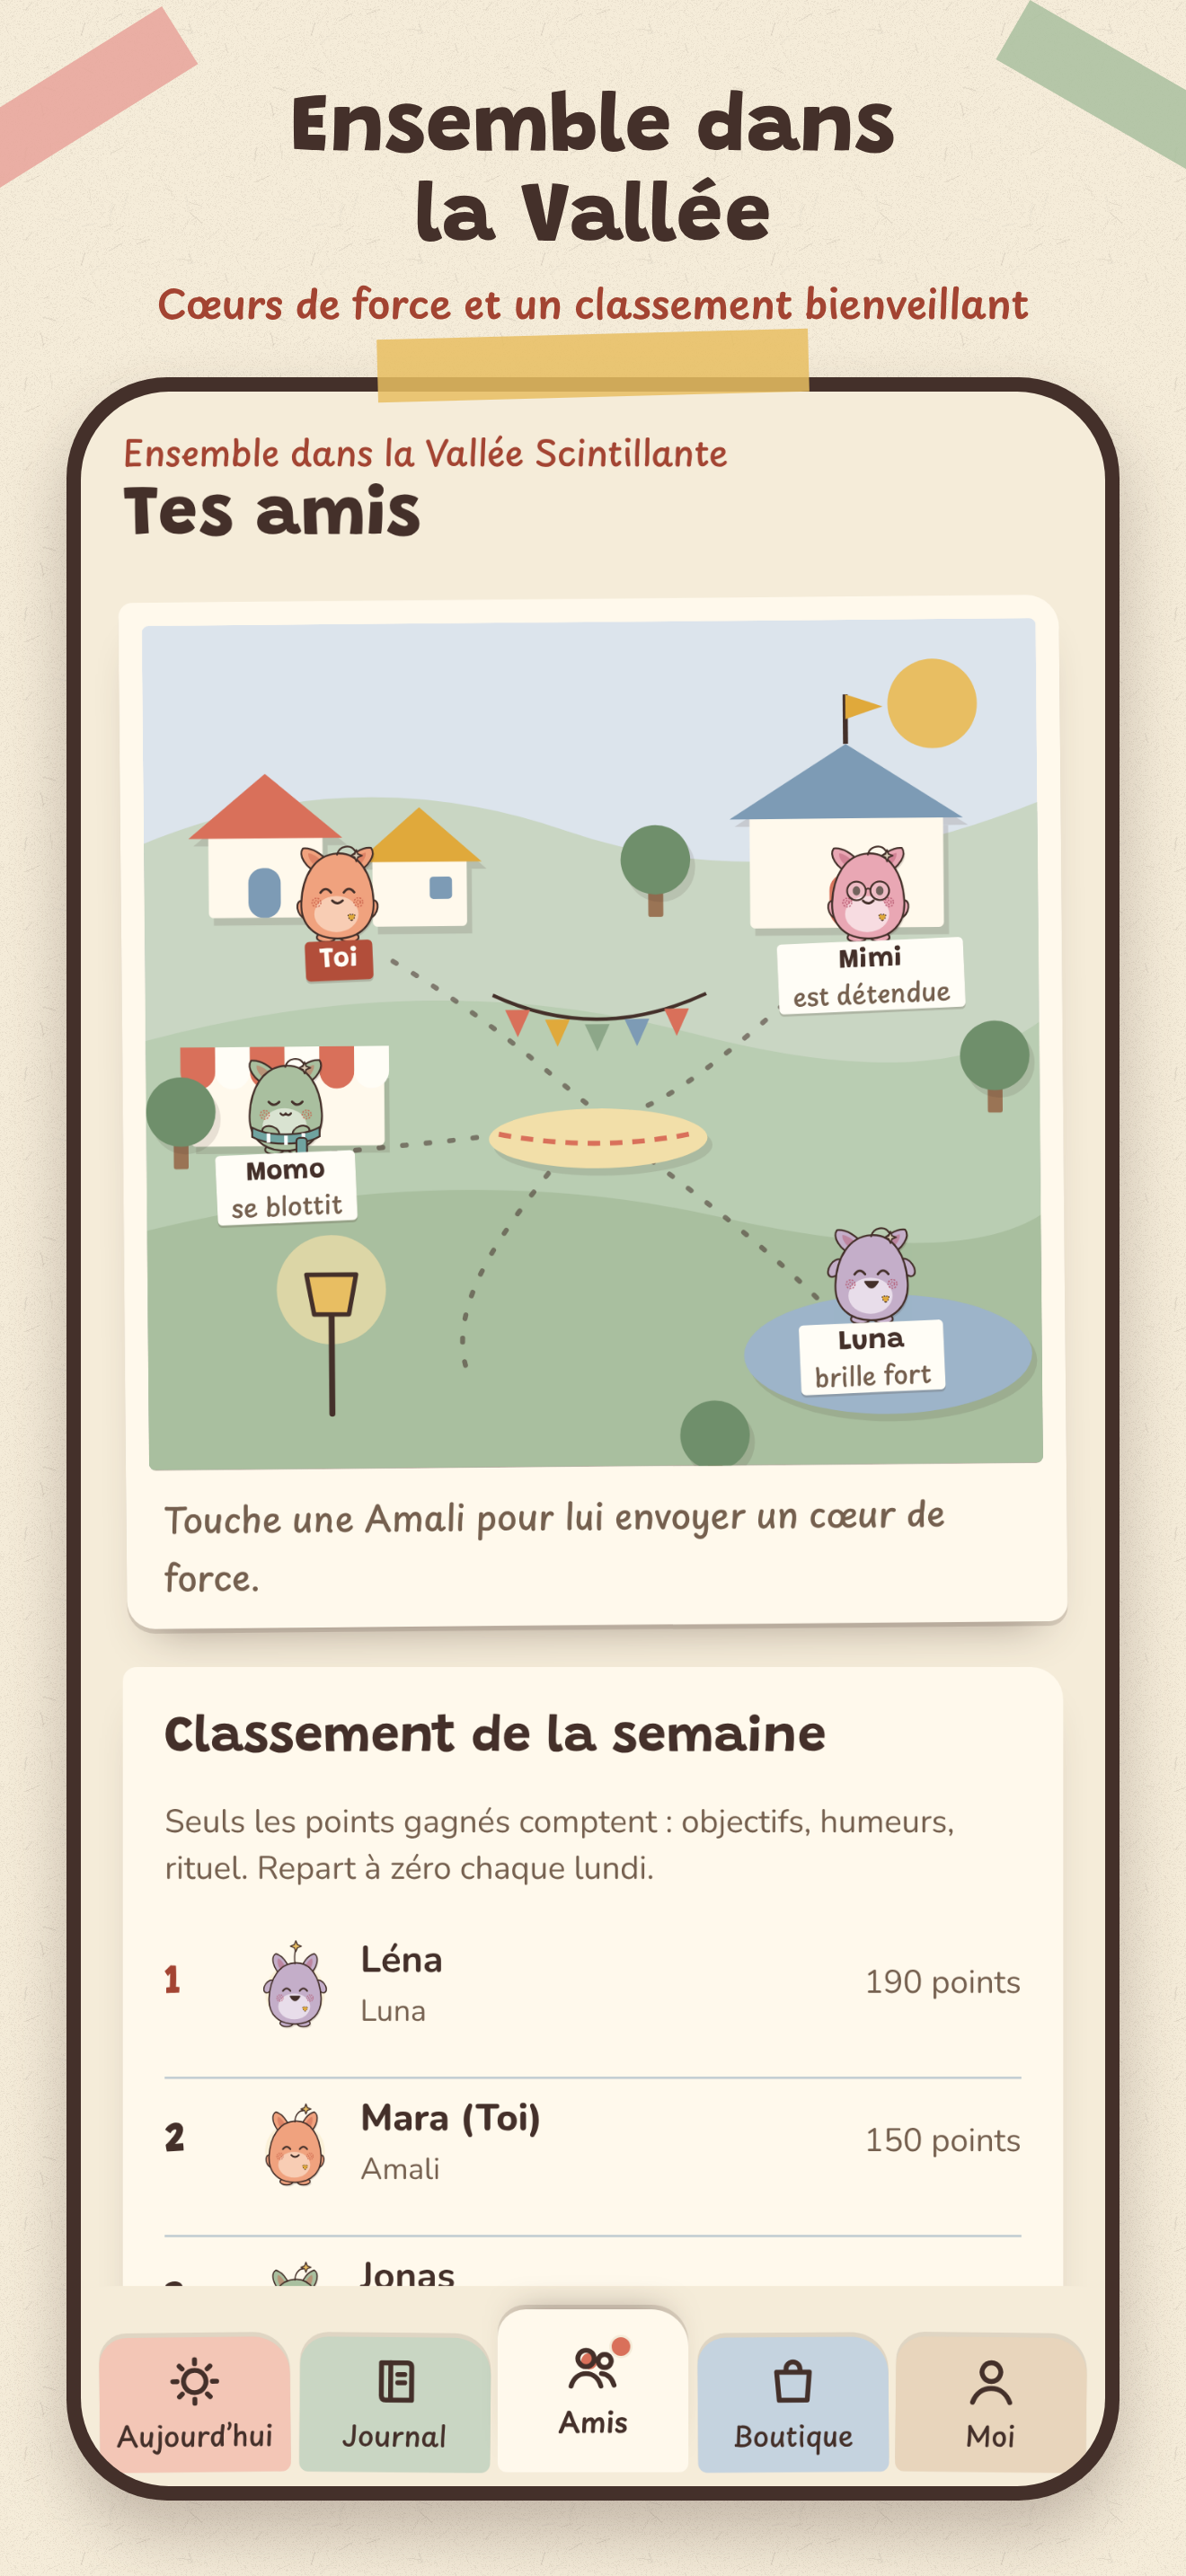 Ensemble dans
la Vallée
Cœurs de force et un classement bienveillant
Ensemble dans la Vallée Scintillante
Tes amis
Toi
Mimi
est détendue
Momo
se blottit
Luna
brille fort
Touche une Amali pour lui envoyer un cœur de
force.
Classement de la semaine
Seuls les points gagnés comptent : objectifs, humeurs,
rituel. Repart à zéro chaque lundi.
1
Léna
Luna
190 points
2
Mara (Toi)
Amali
150 points
Jonas
Aujourd'hui
Journal
Amis
Boutique
Moi